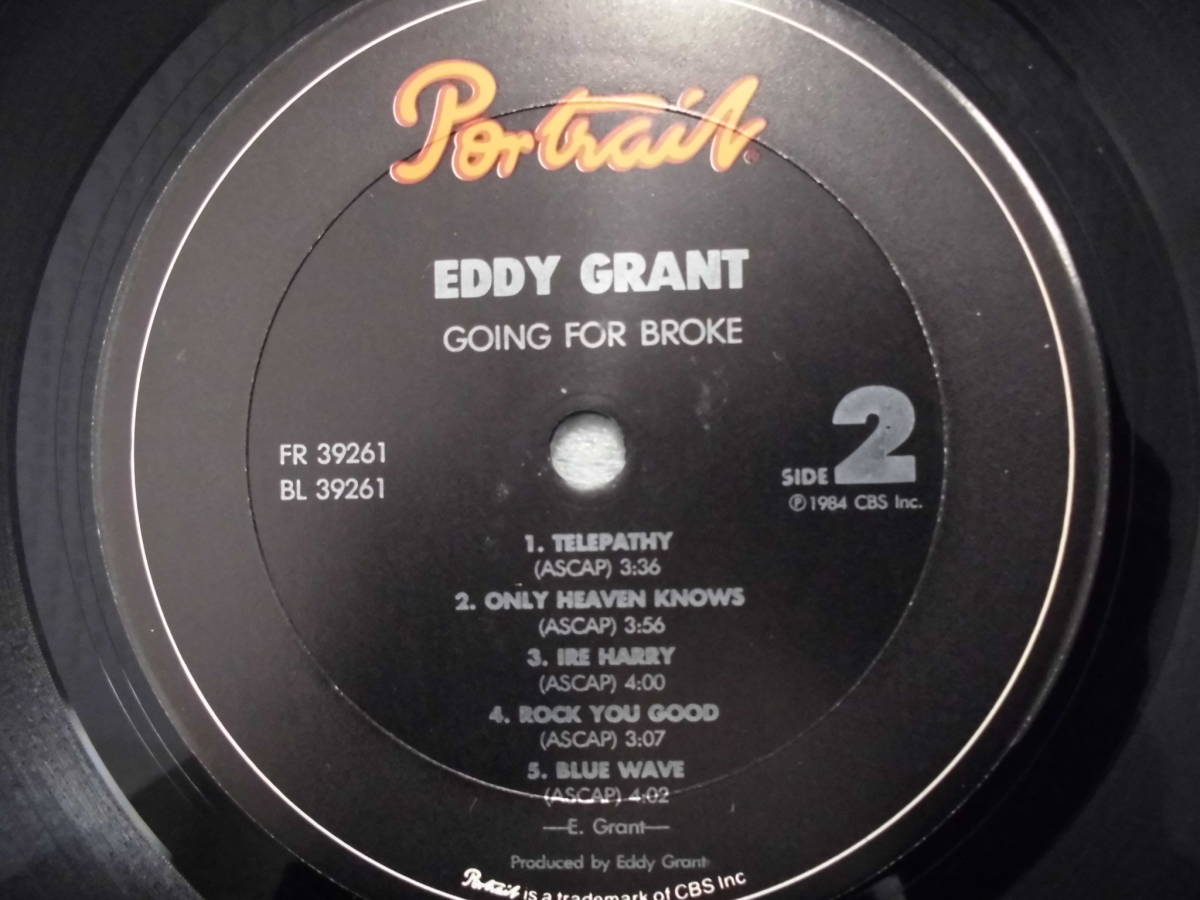 Portrait®
EDDY GRANT
GOING FOR BROKE
FR 39261
BL 39261
SIDE 2
℗1984 CBS Inc.
1. TELEPATHY
(ASCAP) 3:36
2. ONLY HEAVEN KNOWS
(ASCAP) 3:56
3. IRE HARRY
(ASCAP) 4:00
4. ROCK YOU GOOD
(ASCAP) 3:07
5. BLUE WAVE
(ASCAP) 4:02
—E. Grant—
Produced by Eddy Grant
Portrait is a trademark of CBS Inc